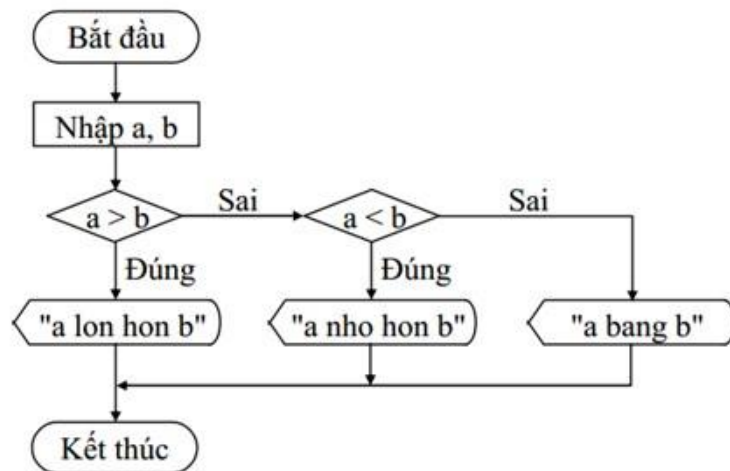 Bắt đầu
Nhập a, b
a > b
Sai
a < b
Sai
Đúng
Đúng
"a lon hon b"
"a nho hon b"
"a bang b"
Kết thúc